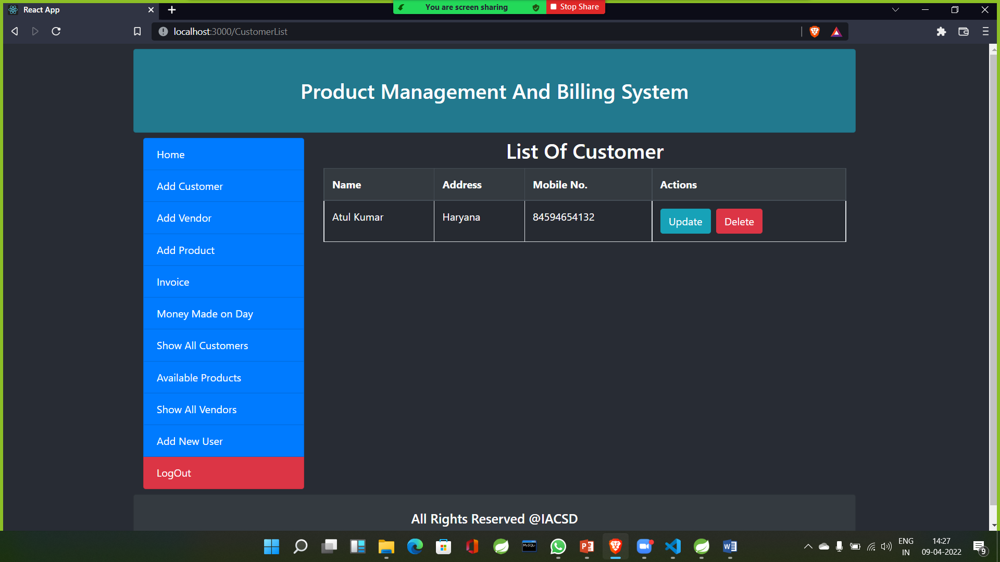 React App
You are screen sharing
Stop Share
localhost:3000/CustomerList
Product Management And Billing System
Home
Add Customer
Add Vendor
Add Product
Invoice
Money Made on Day
Show All Customers
Available Products
Show All Vendors
Add New User
LogOut
List Of Customer
Name Address Mobile No. Actions
Atul Kumar Haryana 84594654132 Update Delete
All Rights Reserved @IACSD
MySQL
ENG
IN
14:27
09-04-2022
9